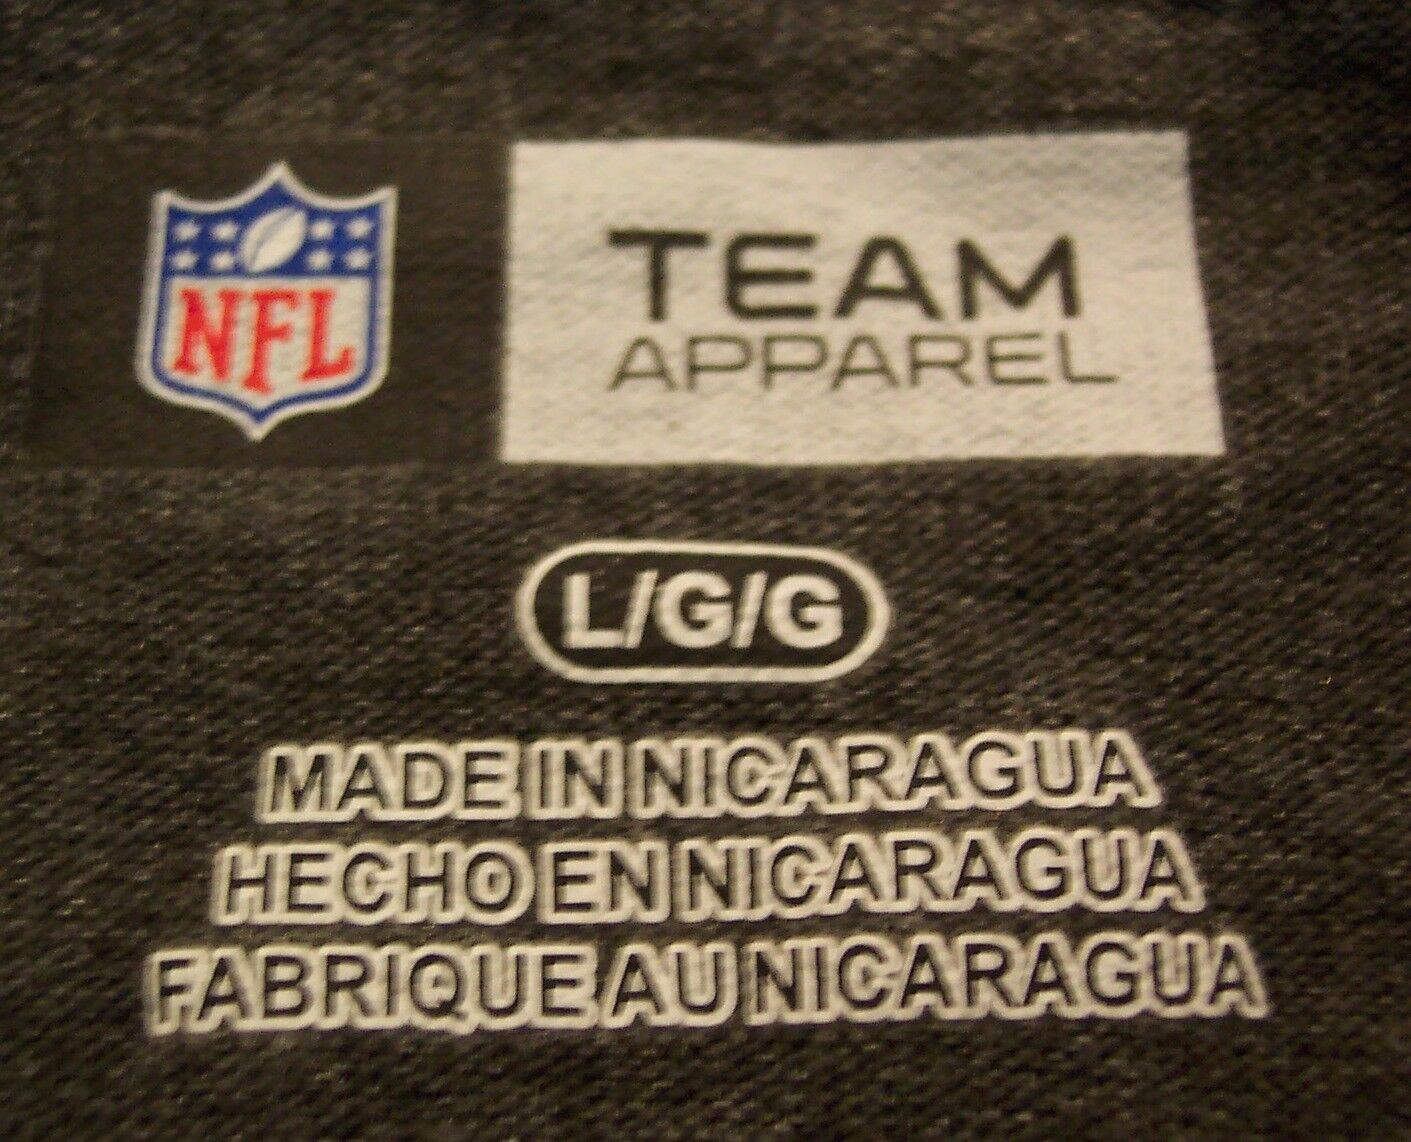 NFL
TEAM
APPAREL
L/G/G
MADE IN NICARAGUA
HECHO EN NICARAGUA
FABRIQUE AU NICARAGUA